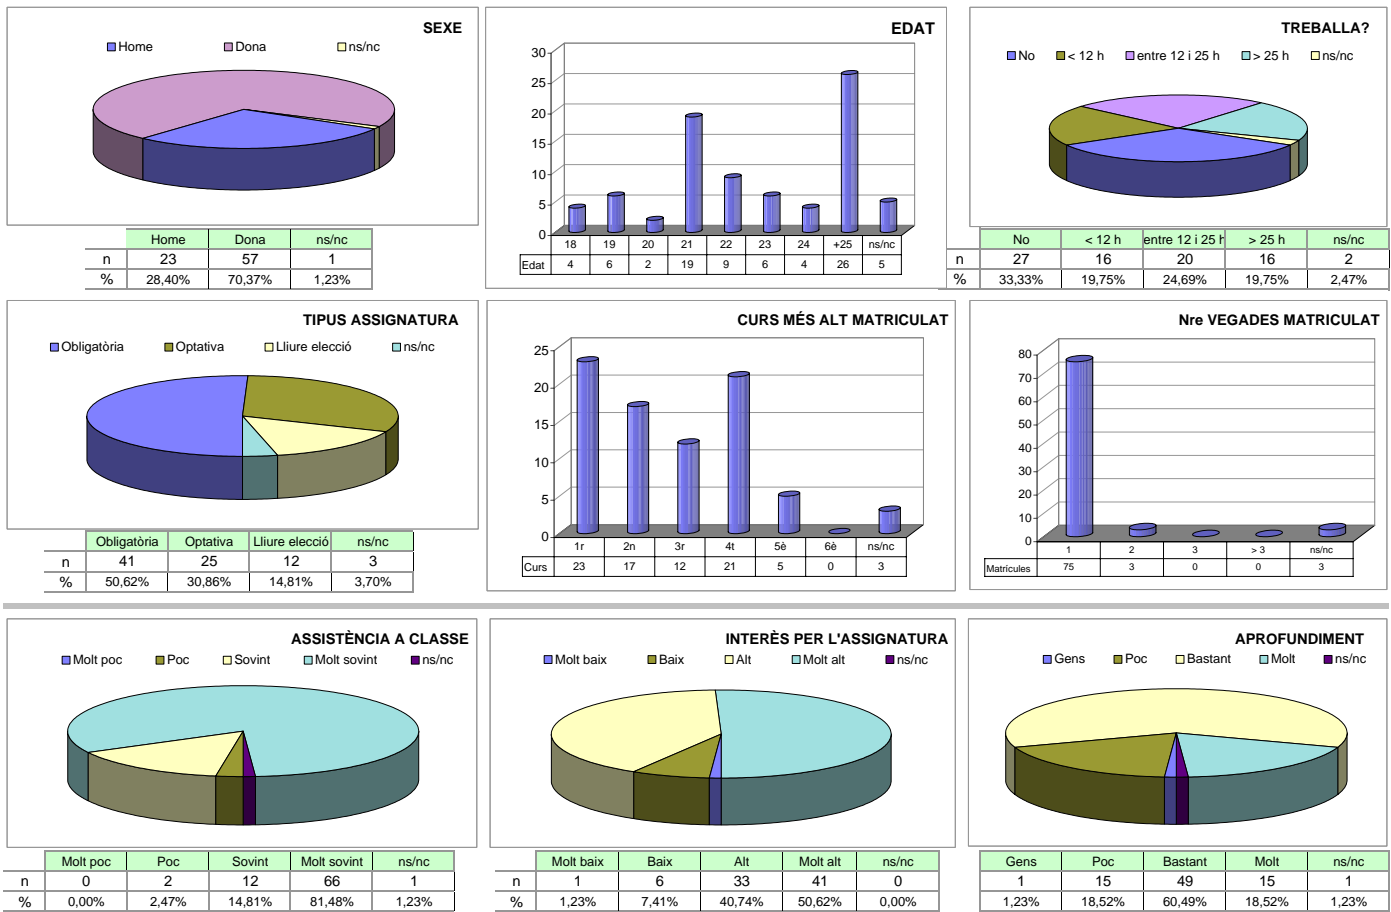 SEXE
Home Dona ns/nc
Home Dona ns/nc
n 23 57 1
% 28,40% 70,37% 1,23%
EDAT
30
25
20
15
10
5
0
18 19 20 21 22 23 24 +25 ns/nc
Edat 4 6 2 19 9 6 4 26 5
TREBALLA?
No < 12 h entre 12 i 25 h > 25 h ns/nc
No < 12 h entre 12 i 25 h > 25 h ns/nc
n 27 16 20 16 2
% 33,33% 19,75% 24,69% 19,75% 2,47%
TIPUS ASSIGNATURA
Obligatòria Optativa Lliure elecció ns/nc
Obligatòria Optativa Lliure elecció ns/nc
n 41 25 12 3
% 50,62% 30,86% 14,81% 3,70%
CURS MÉS ALT MATRICULAT
25
20
15
10
5
0
1r 2n 3r 4t 5è 6è ns/nc
Curs 23 17 12 21 5 0 3
Nre VEGADES MATRICULAT
80
70
60
50
40
30
20
10
0
1 2 3 > 3 ns/nc
Matrícules 75 3 0 0 3
ASSISTÈNCIA A CLASSE
Molt poc Poc Sovint Molt sovint ns/nc
Molt poc Poc Sovint Molt sovint ns/nc
n 0 2 12 66 1
% 0,00% 2,47% 14,81% 81,48% 1,23%
INTERÈS PER L'ASSIGNATURA
Molt baix Baix Alt Molt alt ns/nc
Molt baix Baix Alt Molt alt ns/nc
n 1 6 33 41 0
% 1,23% 7,41% 40,74% 50,62% 0,00%
APROFUNDIMENT
Gens Poc Bastant Molt ns/nc
Gens Poc Bastant Molt ns/nc
1 15 49 15 1
1,23% 18,52% 60,49% 18,52% 1,23%